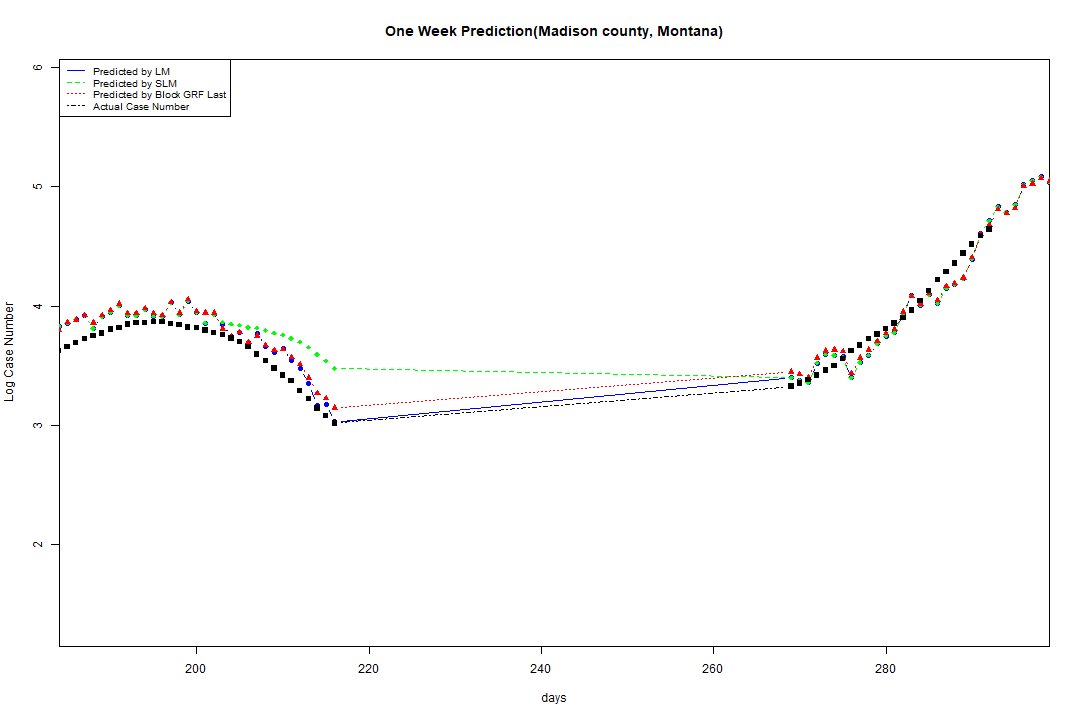 One Week Prediction(Madison county, Montana)
Predicted by LM
Predicted by SLM
Predicted by Block GRF Last
Actual Case Number
6
5
4
3
2
Log Case Number
200
220
240
260
280
days